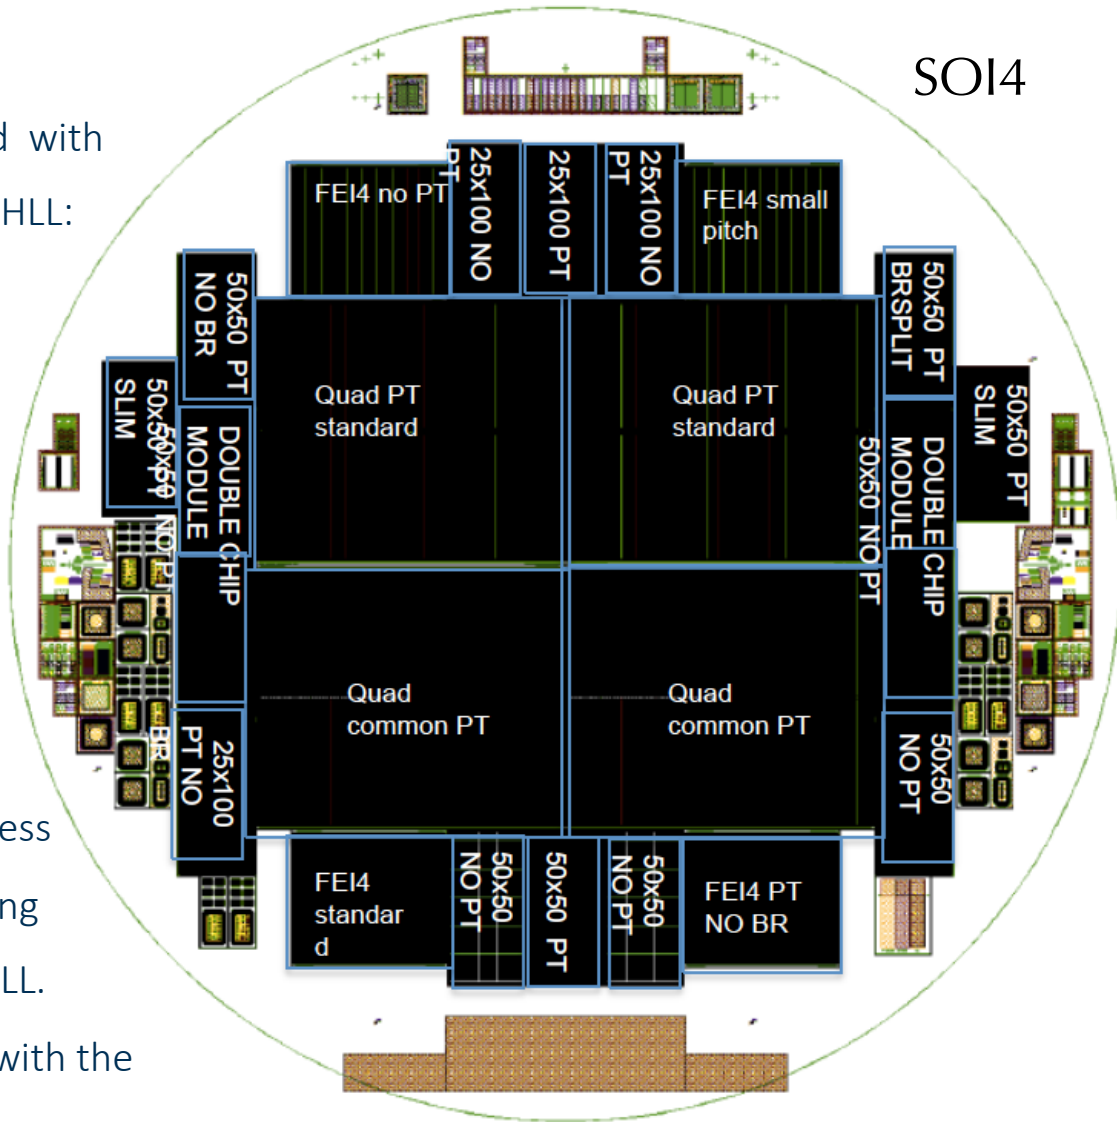 SOI4
d with
HLL:
FEI4 no PT
25x100 NO
PT
25x100 PT
25x100 NO
PT
FEI4 small
pitch
50x50 PT
NO BR
50x50 PT
BRSPLIT
50x50 PT
SLIM
Quad PT
standard
Quad PT
standard
50x50 PT
SLIM
DOUBLE CHIP
MODULE
50x50 NO PT
50x50 NO PT
DOUBLE CHIP
MODULE
Quad
common PT
Quad
common PT
25x100
PT NO
BR
50x50
NO PT
ess
ng
LL.
with the
FEI4
standar
d
50x50
NO PT
50x50 PT
50x50
NO PT
FEI4 PT
NO BR